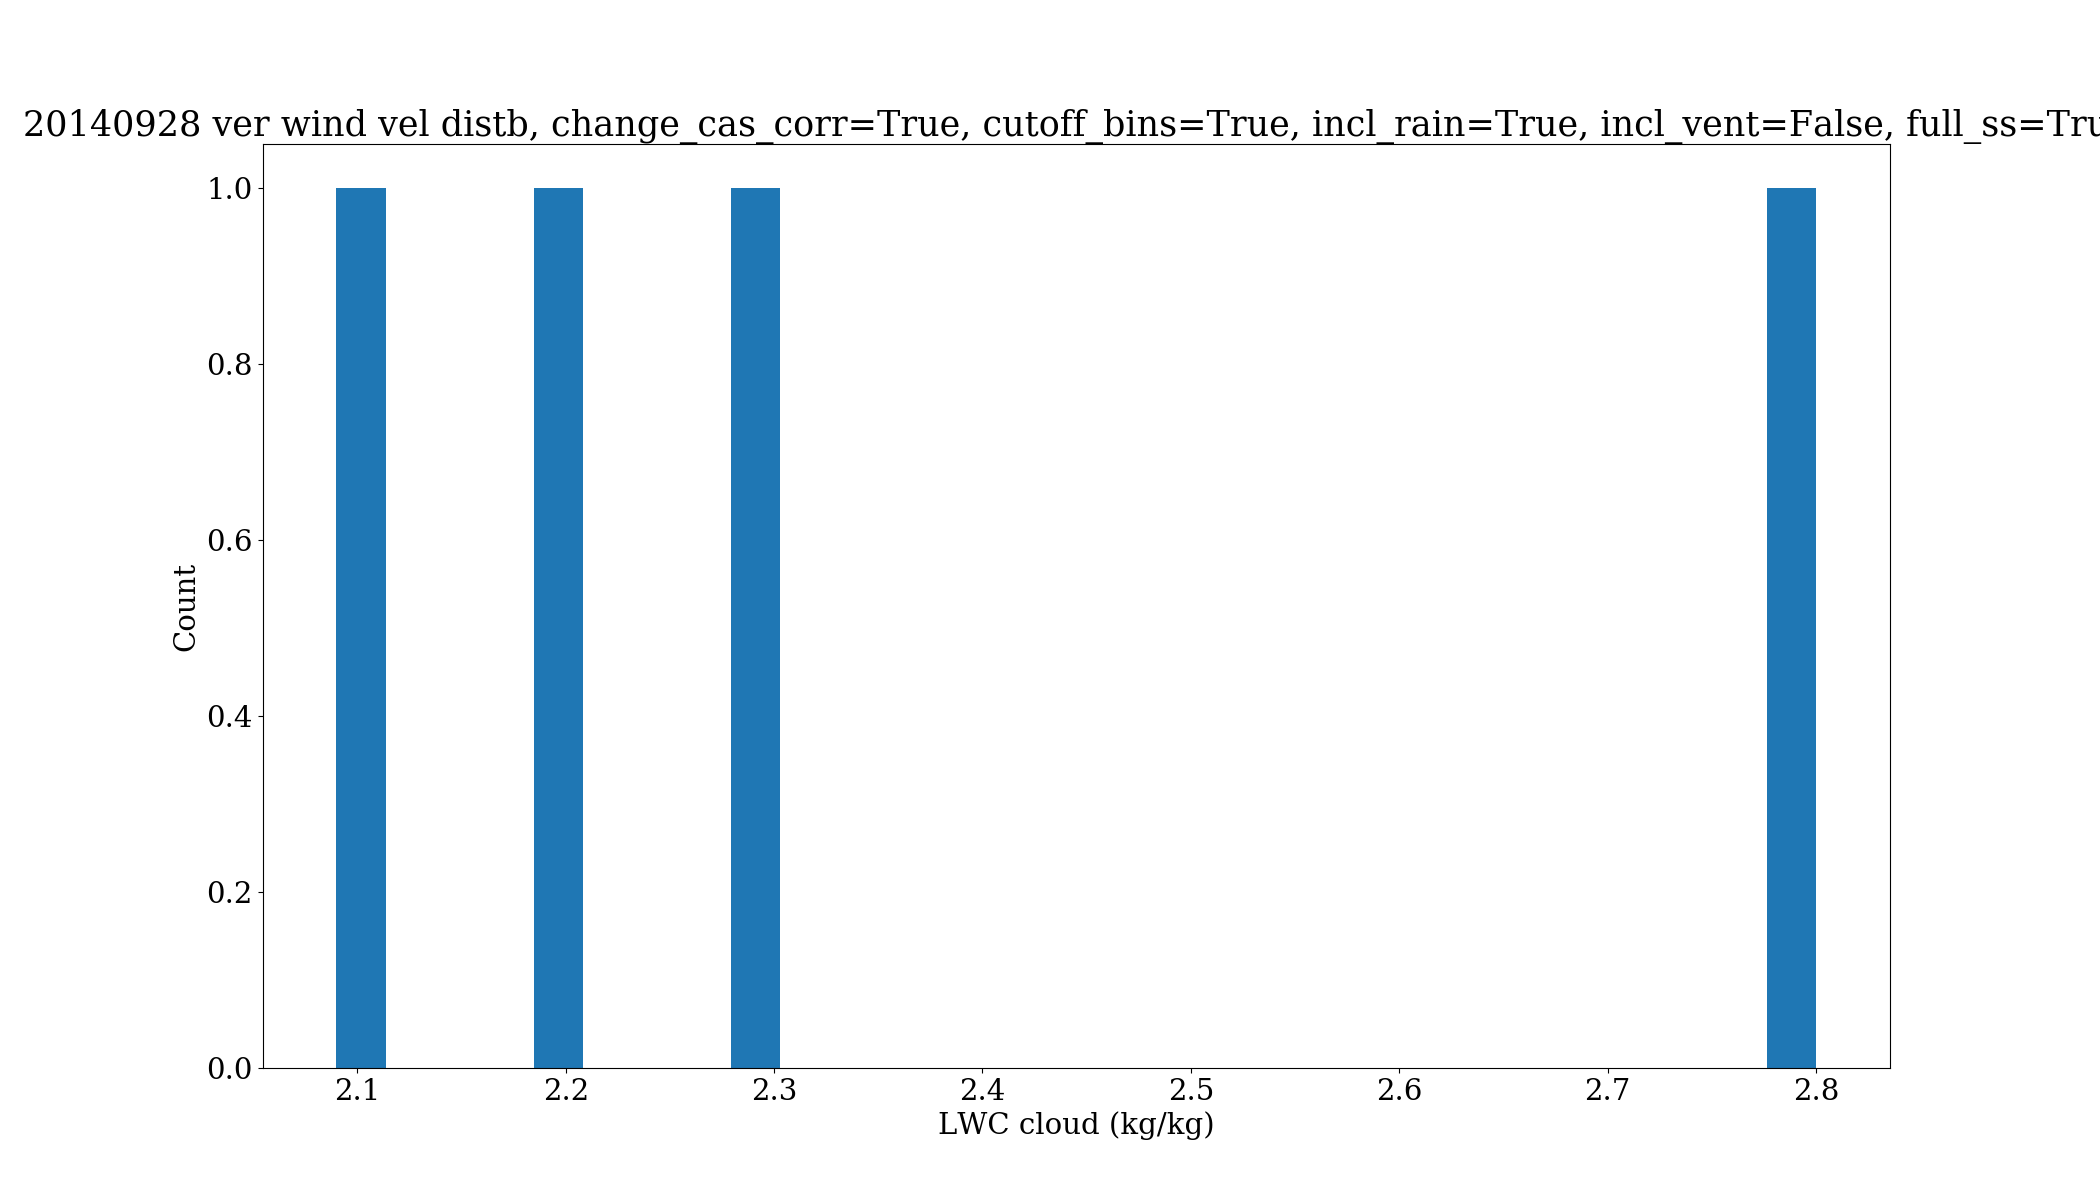 20140928 ver wind vel distb, change_cas_corr=True, cutoff_bins=True, incl_rain=True, incl_vent=False, full_ss=Tru
1.0
0.8
0.6
0.4
0.2
0.0
Count
2.1 2.2 2.3 2.4 2.5 2.6 2.7 2.8
LWC cloud (kg/kg)